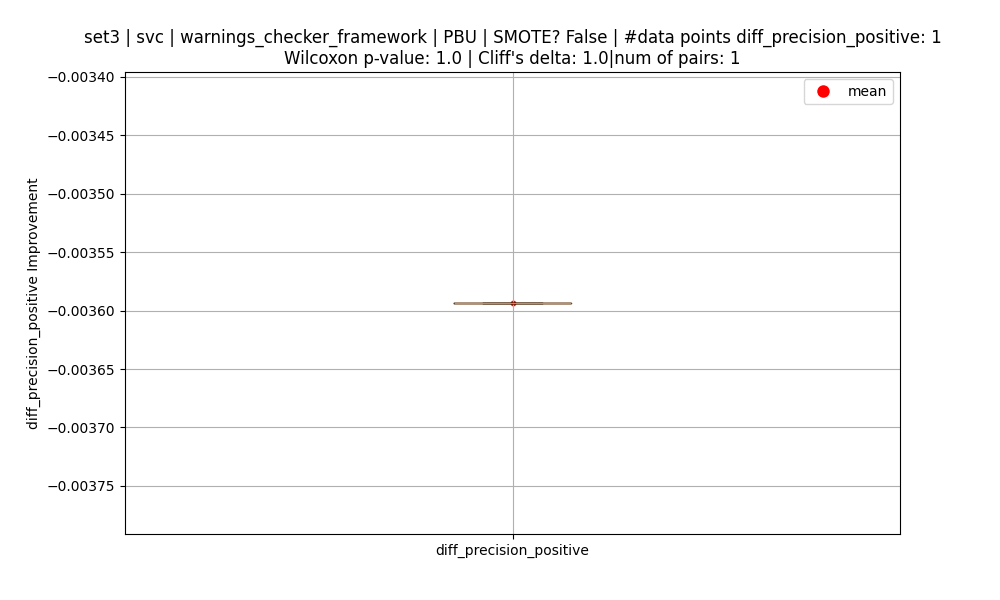 set3 | svc | warnings_checker_framework | PBU | SMOTE? False | #data points diff_precision_positive: 1
Wilcoxon p-value: 1.0 | Cliff's delta: 1.0|num of pairs: 1
mean
−0.00340
−0.00345
−0.00350
−0.00355
−0.00360
−0.00365
−0.00370
−0.00375
diff_precision_positive Improvement
diff_precision_positive